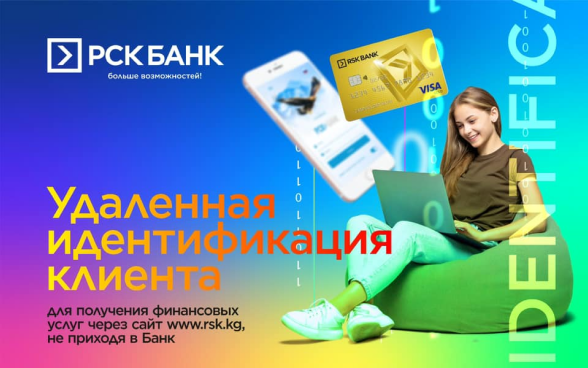 РСК БАНК
больше возможностей!
RSK BANK
VISA
Удаленная
идентификация
клиента
для получения финансовых
услуг через сайт www.rsk.kg,
не приходя в Банк
IDENTIFICA